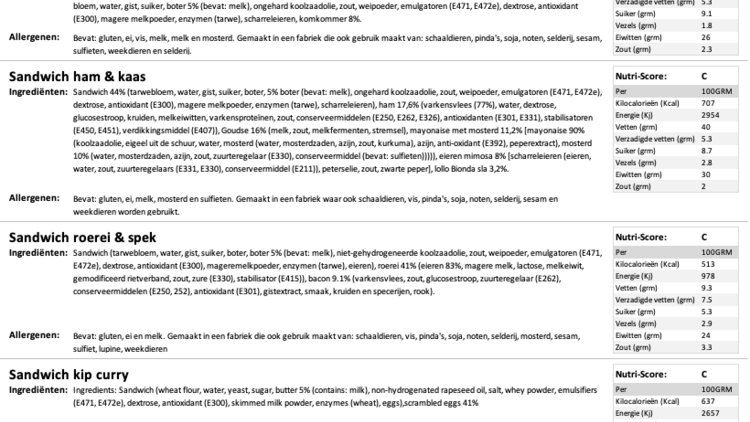 bloem, water, gist, suiker, boter 5% (bevat: melk), ongehard koolzaadolie, zout, weipoeder, emulgatoren (E471, E472e), dextrose, antioxidant
(E300), magere melkpoeder, enzymen (tarwe), scharreleieren, komkommer 8%.
Allergenen: Bevat: gluten, ei, vis, melk, melk en mosterd. Gemaakt in een fabriek die ook gebruik maakt van: schaaldieren, pinda's, soja, noten, selderij, sesam,
sulfieten, weekdieren en selderij.
Verzadigde vetten (grm) 5.3
Suiker (grm) 9.1
Vezels (grm) 1.8
Eiwitten (grm) 26
Zout (grm) 2.3
Sandwich ham & kaas
Ingrediënten: Sandwich 44% (tarwebloem, water, gist, suiker, boter, 5% boter (bevat: melk), ongehard koolzaadolie, zout, weipoeder, emulgatoren (E471, E472e),
dextrose, antioxidant (E300), magere melkpoeder, enzymen (tarwe), scharreleieren), ham 17,6% (varkensvlees (77%), water, dextrose,
glucosestroop, kruiden, melkeiwitten, varkensproteïnen, zout, conserveermiddelen (E250, E262, E326), antioxidanten (E301, E331), stabilisatoren
(E450, E451), verdikkingsmiddel (E407)), Goudse 16% (melk, zout, melkfermenten, stremsel), mayonaise met mosterd 11,2% [mayonaise 90%
(koolzaadolie, eigeel uit de schuur, water, mosterd (water, mosterdzaden, azijn, zout, kurkuma), azijn, anti-oxidant (E392), peperextract), mosterd
10% (water, mosterdzaden, azijn, zout, zuurteregelaar (E330), conserveermiddel (bevat: sulfieten))))), eieren mimosa 8% [scharreleieren (eieren,
water, zout, zuurteregelaars (E331, E330), conserveermiddel (E211)), peterselie, zout, zwarte peper], lollo Bionda sla 3,2%.
Allergenen: Bevat: gluten, ei, melk, mosterd en sulfieten. Gemaakt in een fabriek waar ook schaaldieren, vis, pinda's, soja, noten, selderij, sesam en
weekdieren worden gebruikt.
Nutri-Score: C
Per 100GRM
Kilocalorieën (Kcal) 707
Energie (Kj) 2954
Vetten (grm) 40
Verzadigde vetten (grm) 5.3
Suiker (grm) 8.7
Vezels (grm) 2.8
Eiwitten (grm) 30
Zout (grm) 2
Sandwich roerei & spek
Ingrediënten: Sandwich (tarwebloem, water, gist, suiker, boter, boter 5% (bevat: melk), niet-gehydrogeneerde koolzaadolie, zout, weipoeder, emulgatoren (E471,
E472e), dextrose, antioxidant (E300), mageremelkpoeder, enzymen (tarwe), eieren), roerei 41% (eieren 83%, magere melk, lactose, melkeiwit,
gemodificeerd rietverband, zout, zure (E330), stabilisator (E415)), bacon 9.1% (varkensvlees, zout, glucosestroop, zuurteregelaar (E262),
conserveermiddelen (E250, 252), antioxidant (E301), gistextract, smaak, kruiden en specerijen, rook).
Allergenen: Bevat: gluten, ei en melk. Gemaakt in een fabriek die ook gebruik maakt van: schaaldieren, vis, pinda's, soja, noten, selderij, mosterd, sesam,
sulfiet, lupine, weekdieren
Nutri-Score: C
Per 100GRM
Kilocalorieën (Kcal) 513
Energie (Kj) 978
Vetten (grm) 9.3
Verzadigde vetten (grm) 7.5
Suiker (grm) 5.3
Vezels (grm) 2.9
Eiwitten (grm) 24
Zout (grm) 3.3
Sandwich kip curry
Ingrediënten: Ingredients: Sandwich (wheat flour, water, yeast, sugar, butter 5% (contains: milk), non-hydrogenated rapeseed oil, salt, whey powder, emulsifiers
(E471, E472e), dextrose, antioxidant (E300), skimmed milk powder, enzymes (wheat), eggs),scrambled eggs 41%
Nutri-Score: C
Per 100GRM
Kilocalorieën (Kcal) 637
Energie (Kj) 2657